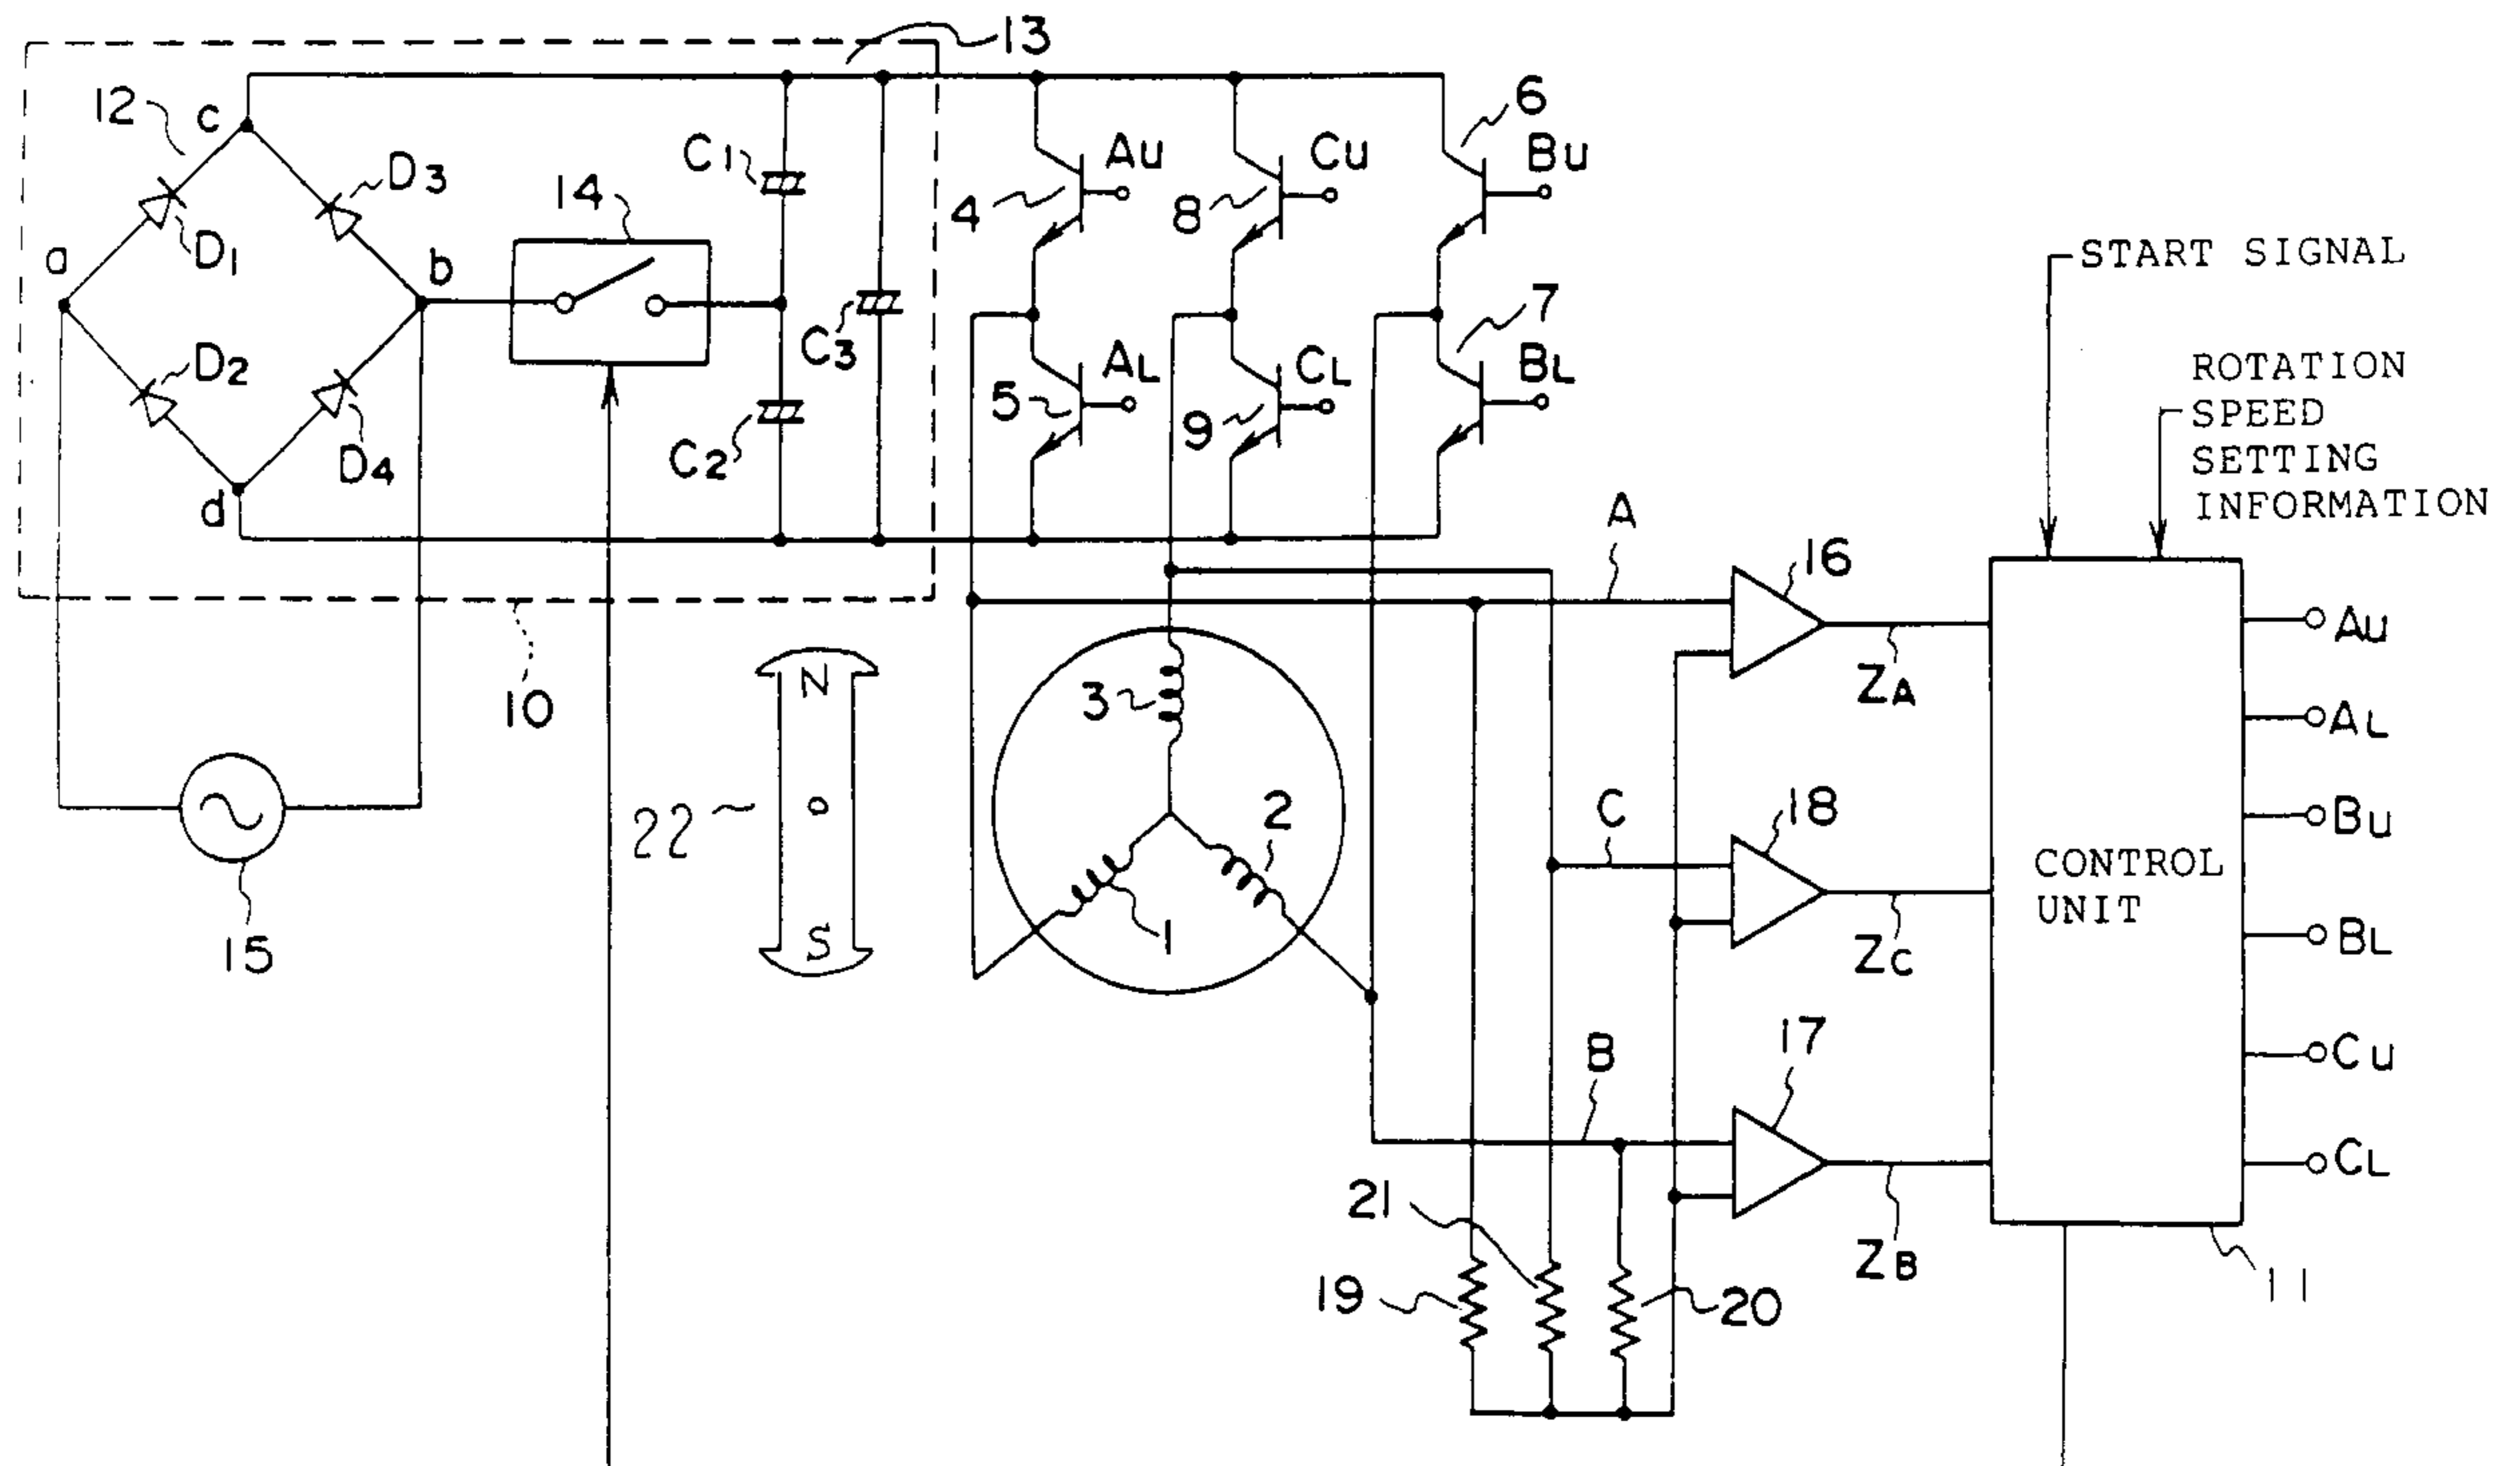 13
12
c
6
D3
C1
Au
Cu
Bu
14
4
8
D1
a
b
START SIGNAL
7
C3
AL
CL
BL
D2
5
9
ROTATION
SPEED
SETTING
INFORMATION
C2
D4
d
A
16
10
N
3
ZA
Au
AL
22
2
C
18
Bu
CONTROL
UNIT
15
S
1
ZC
BL
B
17
Cu
21
CL
ZB
19
20
11